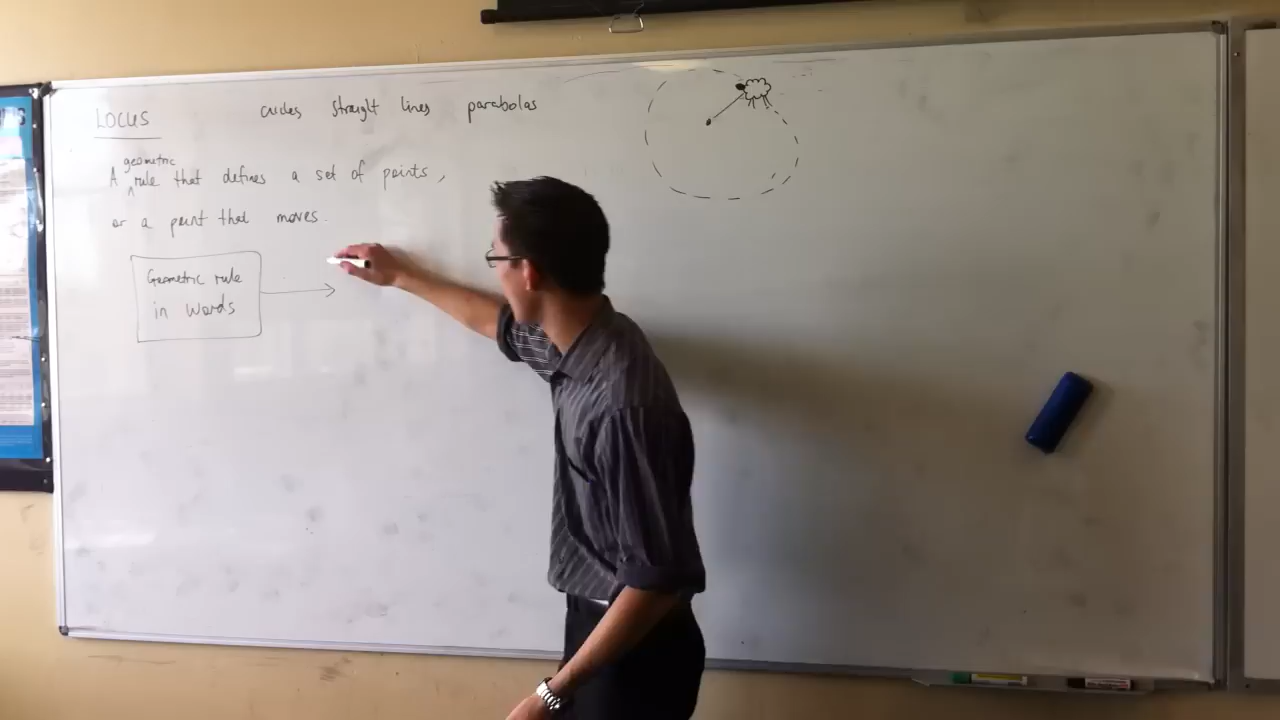 LOCUS
circles straight lines parabolas
geometric
A rule that defines a set of points,
or a point that moves.
Geometric rule
in words